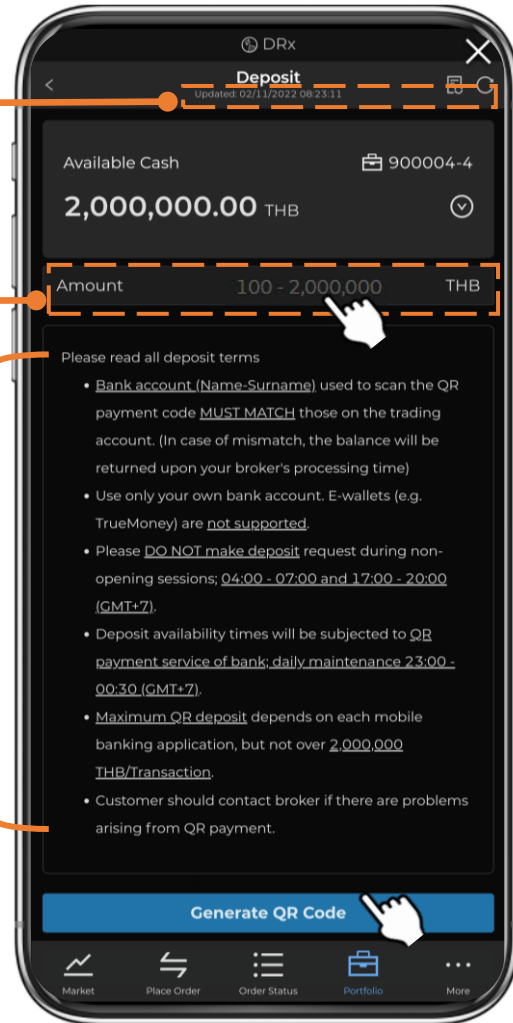 DRx
Deposit
Updated: 02/11/2022 08:23:11
Available Cash
900004-4
2,000,000.00 THB
Amount
100 - 2,000,000
THB
Please read all deposit terms
• Bank account (Name-Surname) used to scan the QR
payment code MUST MATCH those on the trading
account. (In case of mismatch, the balance will be
returned upon your broker's processing time)
• Use only your own bank account. E-wallets (e.g.
TrueMoney) are not supported.
• Please DO NOT make deposit request during non-
opening sessions; 04:00 - 07:00 and 17:00 - 20:00
(GMT+7).
• Deposit availability times will be subjected to QR
payment service of bank; daily maintenance 23:00 -
00:30 (GMT+7).
• Maximum QR deposit depends on each mobile
banking application, but not over 2,000,000
THB/Transaction.
• Customer should contact broker if there are problems
arising from QR payment.
Generate QR Code
Market
Place Order
Order Status
Portfolio
More